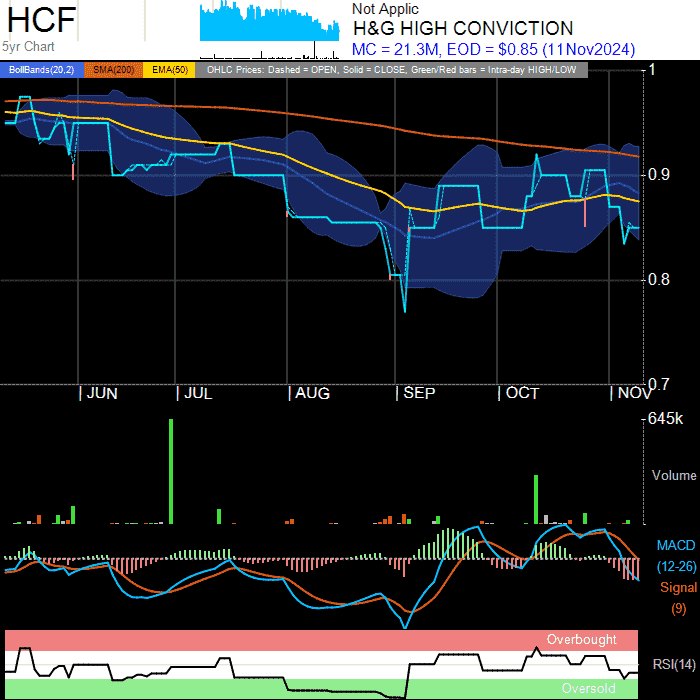 HCF
5yr Chart
Not Applic
H&G HIGH CONVICTION
MC = 21.3M, EOD = $0.85 (11Nov2024)
BollBands(20,2) SMA(200) EMA(50) OHLC Prices: Dashed = OPEN, Solid = CLOSE, Green/Red bars = Intra-day HIGH/LOW
1
0.9
0.8
0.7
JUN JUL AUG SEP OCT NOV
645k
Volume
MACD
(12-26)
Signal
(9)
Overbought
RSI(14)
Oversold